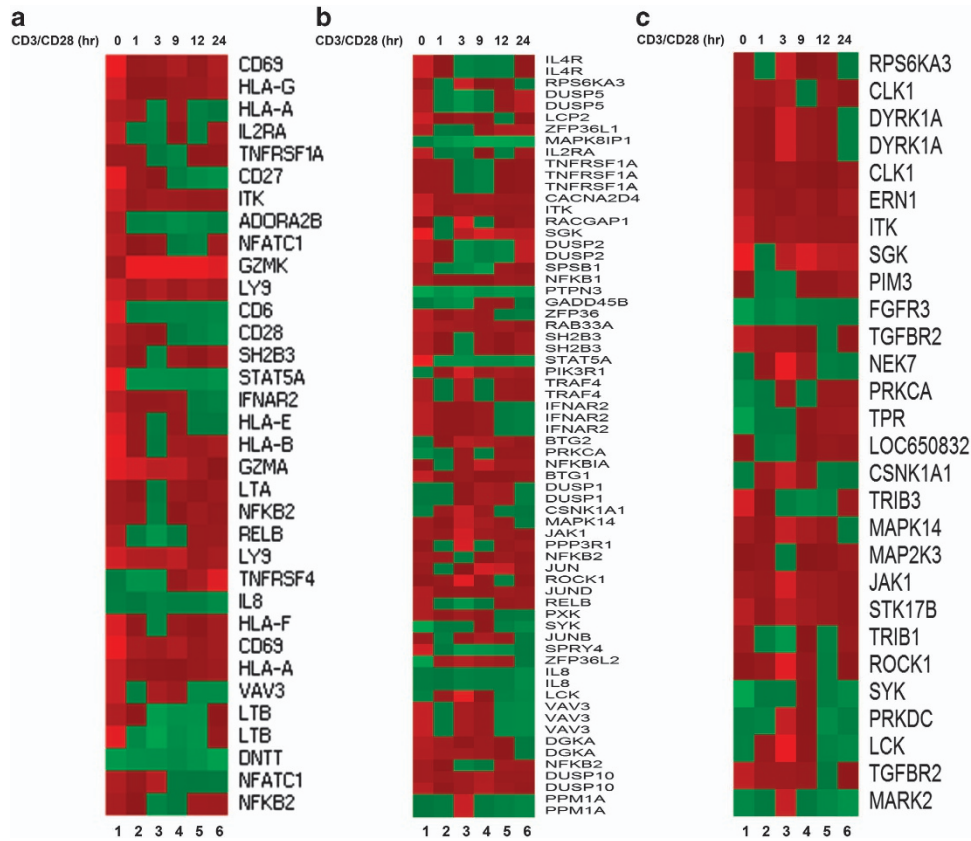 a
CD3/CD28 (hr) 0 1 3 9 12 24
CD69
HLA-G
HLA-A
IL2RA
TNFRSF1A
CD27
ITK
ADORA2B
NFATC1
GZMK
LY9
CD6
CD28
SH2B3
STAT5A
IFNAR2
HLA-E
HLA-B
GZMA
LTA
NFKB2
RELB
LY9
TNFRSF4
IL8
HLA-F
CD69
HLA-A
VAV3
LTB
LTB
DNTT
NFATC1
NFKB2
1 2 3 4 5 6
b
CD3/CD28 (hr) 0 1 3 9 12 24
IL4R
IL4R
RPS6KA3
DUSP5
DUSP5
LCP2
ZFP36L1
MAPK8IP1
IL2RA
TNFRSF1A
TNFRSF1A
TNFRSF1A
CACNA2D4
ITK
RACGAP1
SGK
DUSP2
DUSP2
SPSB1
NFKB1
PTPN3
GADD45B
ZFP36
RAB33A
SH2B3
SH2B3
STAT5A
PIK3R1
TRAF4
TRAF4
IFNAR2
IFNAR2
IFNAR2
BTG2
PRKCA
NFKBIA
BTG1
DUSP1
DUSP1
CSNK1A1
MAPK14
JAK1
PPP3R1
NFKB2
JUN
ROCK1
JUND
RELB
PXK
SYK
JUNB
SPRY4
ZFP36L2
IL8
IL8
LCK
VAV3
VAV3
VAV3
DGKA
DGKA
NFKB2
DUSP10
DUSP10
PPM1A
PPM1A
1 2 3 4 5 6
c
CD3/CD28 (hr) 0 1 3 9 12 24
RPS6KA3
CLK1
DYRK1A
DYRK1A
CLK1
ERN1
ITK
SGK
PIM3
FGFR3
TGFBR2
NEK7
PRKCA
TPR
LOC650832
CSNK1A1
TRIB3
MAPK14
MAP2K3
JAK1
STK17B
TRIB1
ROCK1
SYK
PRKDC
LCK
TGFBR2
MARK2
1 2 3 4 5 6